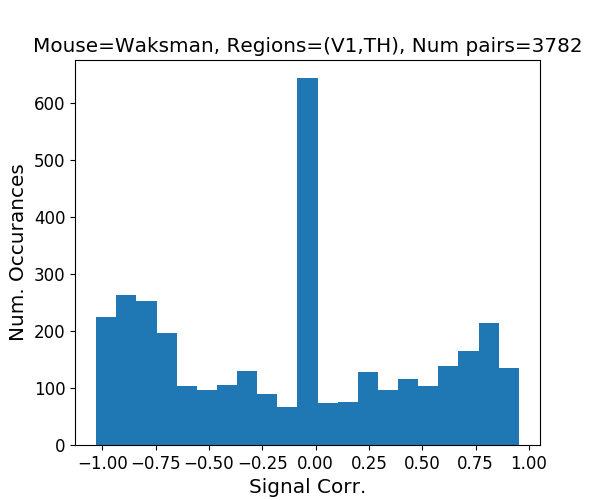 Mouse=Waksman, Regions=(V1,TH), Num pairs=3782
Num. Occurances
600
500
400
300
200
100
0
−1.00 −0.75 −0.50 −0.25 0.00 0.25 0.50 0.75 1.00
Signal Corr.